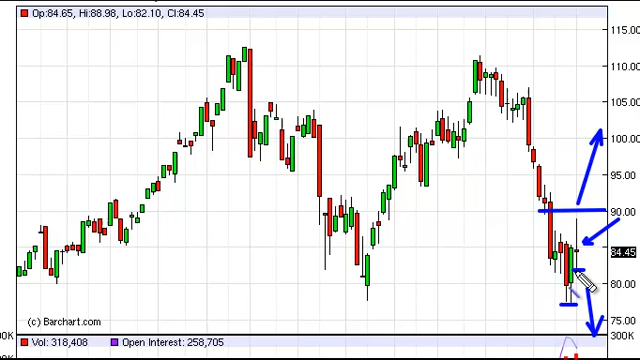 Op:84.65, Hi:88.98, Lo:82.10, Cl:84.45
115.00
110.00
105.00
100.00
95.00
90.00
84.45
80.00
75.00
(c) Barchart.com
300K
Vol: 318,408 Open Interest: 258,705